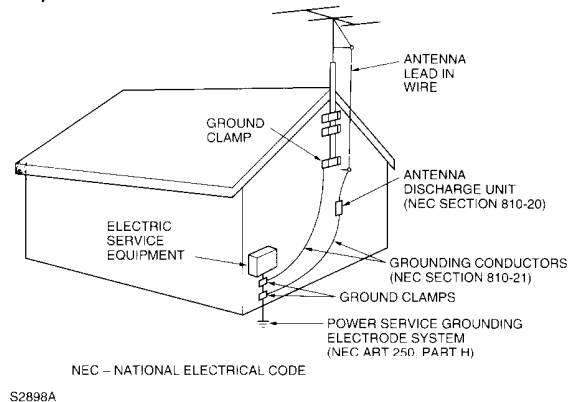 ANTENNA
LEAD IN
WIRE
GROUND
CLAMP
ANTENNA
DISCHARGE UNIT
(NEC SECTION 810-20)
ELECTRIC
SERVICE
EQUIPMENT
GROUNDING CONDUCTORS
(NEC SECTION 810-21)
GROUND CLAMPS
POWER SERVICE GROUNDING
ELECTRODE SYSTEM
(NEC ART 250, PART H)
NEC – NATIONAL ELECTRICAL CODE
S2898A